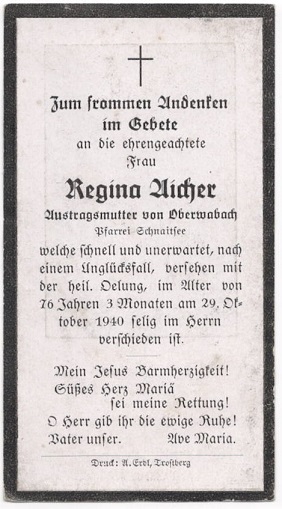 Zum frommen Andenken
im Gebete
an die ehrengeachtete
Frau
Regina Aicher
Austragsmutter von Oberwabach
Pfarrei Schnaitsee
welche schnell und unerwartet, nach
einem Unglücksfall, versehen mit
der heil. Oelung, im Alter von
76 Jahren 3 Monaten am 29. Ok-
tober 1940 selig im Herrn
verschieden ist.
Mein Jesus Barmherzigkeit!
Süßes Herz Mariä
sei meine Rettung!
O Herr gib ihr die ewige Ruhe!
Vater unser. Ave Maria.
Druck: A. Erdl, Trostberg